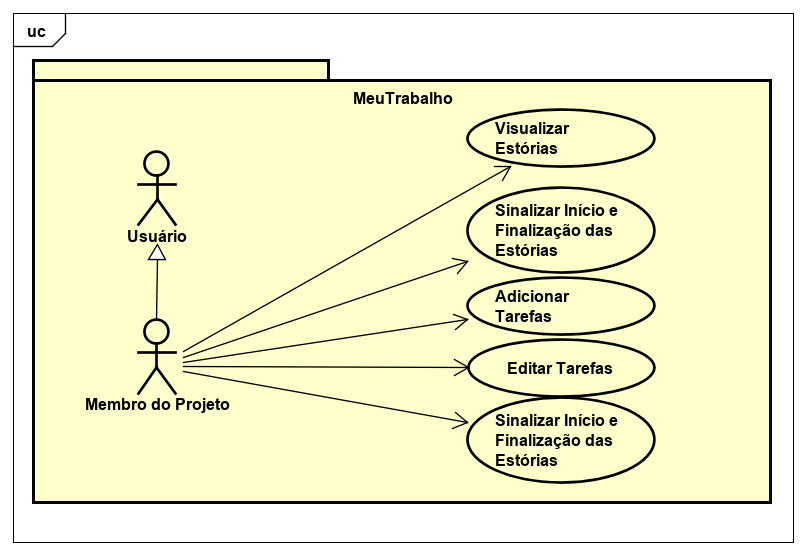 uc
MeuTrabalho
Visualizar
Estórias
Usuário
Sinalizar Início e
Finalização das
Estórias
Adicionar
Tarefas
Editar Tarefas
Membro do Projeto
Sinalizar Início e
Finalização das
Estórias